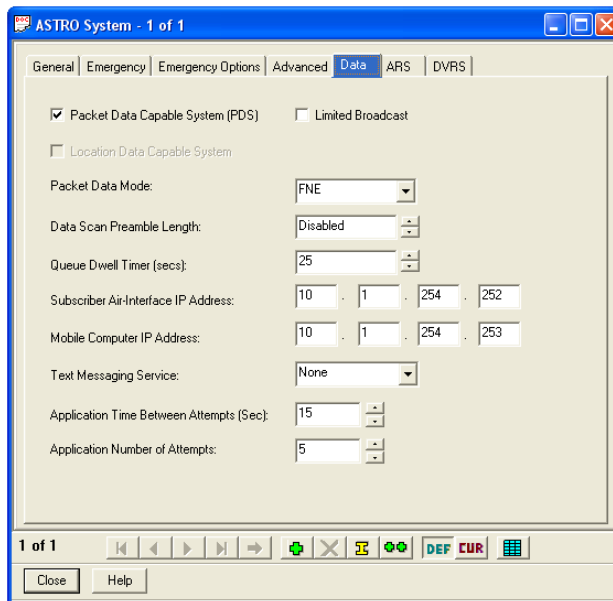 ASTRO System - 1 of 1
General Emergency Emergency Options Advanced Data ARS DVRS
Packet Data Capable System (PDS) Limited Broadcast
Location Data Capable System
Packet Data Mode: FNE
Data Scan Preamble Length: Disabled
Queue Dwell Timer (secs): 25
Subscriber Air-Interface IP Address: 10 . 1 . 254 . 252
Mobile Computer IP Address: 10 . 1 . 254 . 253
Text Messaging Service: None
Application Time Between Attempts (Sec): 15
Application Number of Attempts: 5
1 of 1 DEF CUR
Close Help